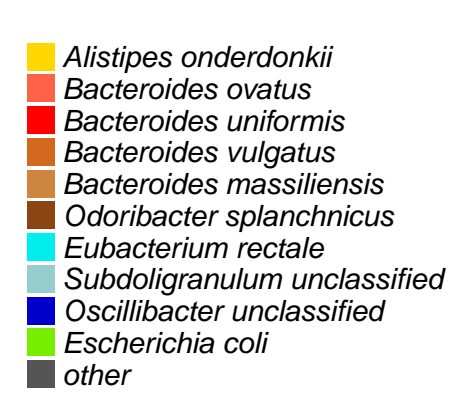 Alistipes onderdonkii
Bacteroides ovatus
Bacteroides uniformis
Bacteroides vulgatus
Bacteroides massiliensis
Odoribacter splanchnicus
Eubacterium rectale
Subdoligranulum unclassified
Oscillibacter unclassified
Escherichia coli
other